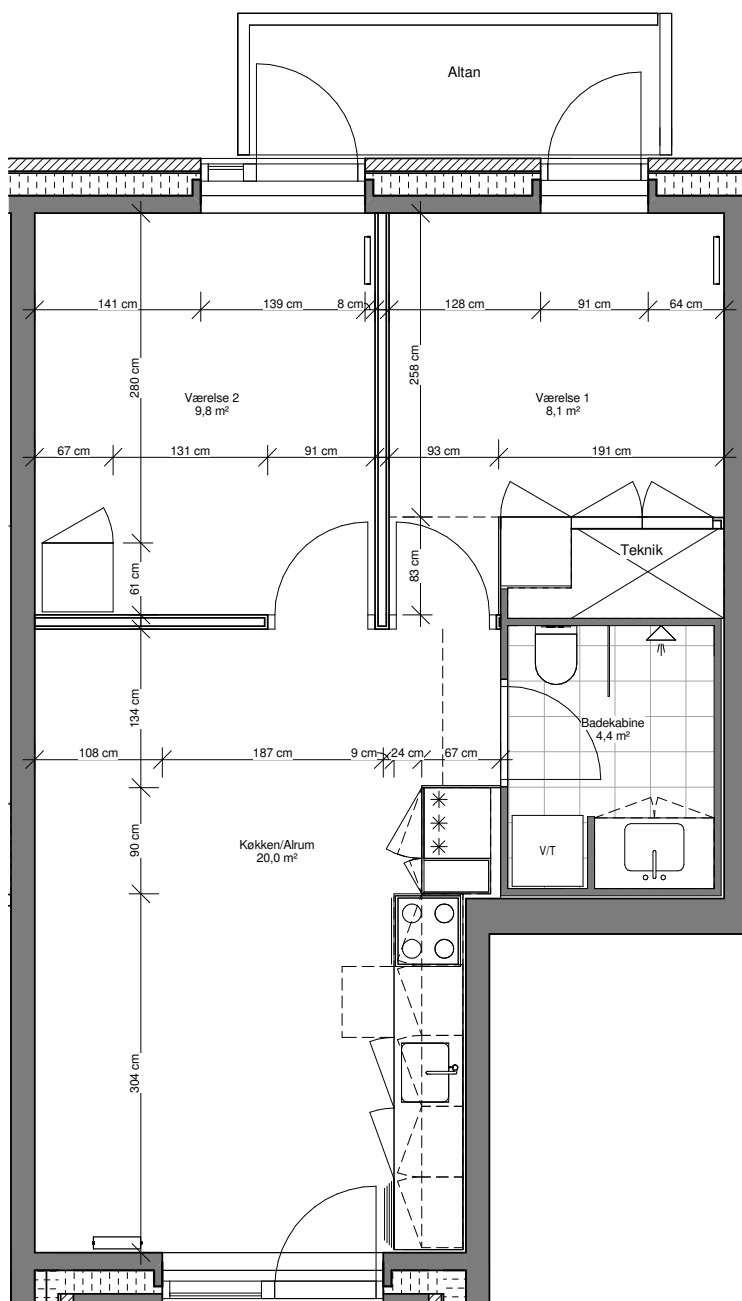 Altan
141 cm
139 cm
8 cm
128 cm
91 cm
64 cm
280 cm
258 cm
Værelse 2
9,8 m²
Værelse 1
8,1 m²
67 cm
131 cm
91 cm
93 cm
191 cm
61 cm
83 cm
Teknik
134 cm
Badekabine
4,4 m²
108 cm
187 cm
9 cm
24 cm
67 cm
90 cm
Køkken/Alrum
20,0 m²
V/T
304 cm